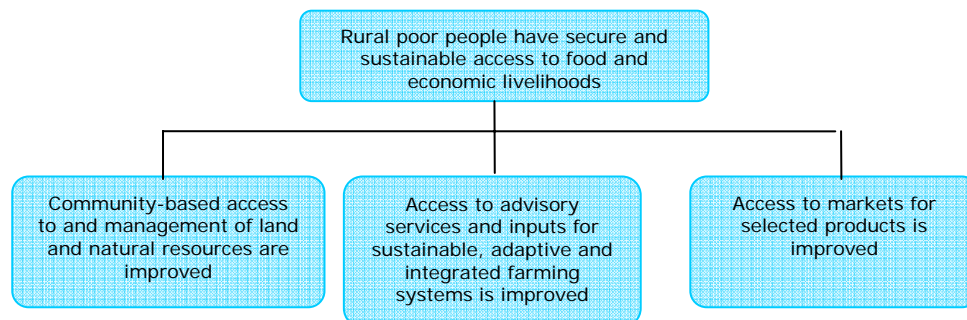 Rural poor people have secure and
sustainable access to food and
economic livelihoods
Community-based access
to and management of land
and natural resources are
improved
Access to advisory
services and inputs for
sustainable, adaptive and
integrated farming
systems is improved
Access to markets for
selected products is
improved